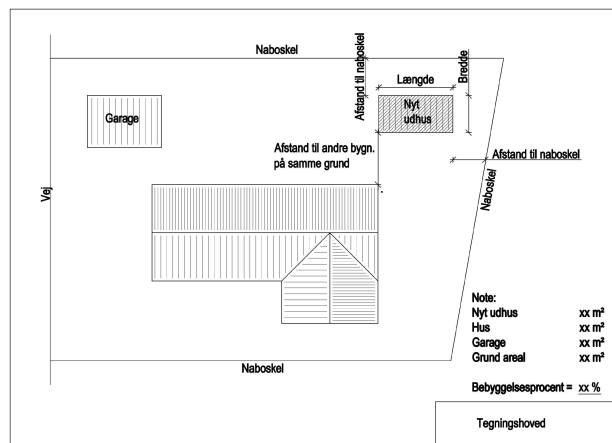 Naboskel
Afstand til naboskel
Længde
Bredde
Garage
Nyt
udhus
Afstand til andre bygn.
på samme grund
Afstand til naboskel
Vej
Naboskel
Note:
Nyt udhus xx m²
Hus xx m²
Garage xx m²
Grund areal xx m²
Naboskel
Bebyggelsesprocent = xx %
Tegningshoved